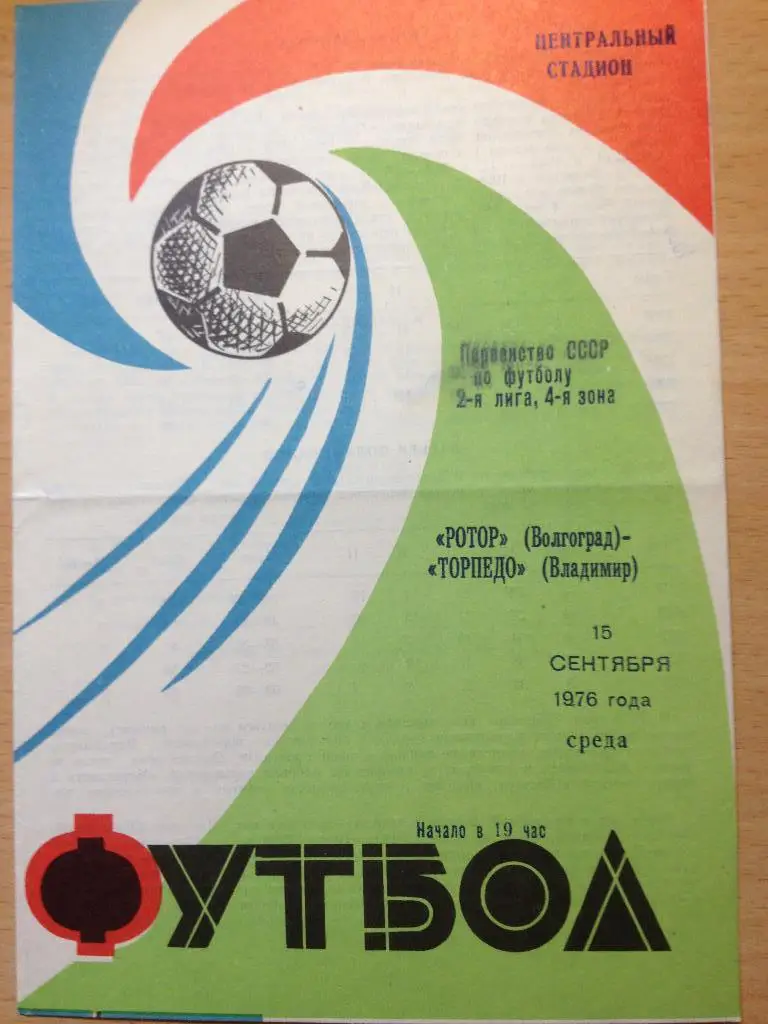 ЦЕНТРАЛЬНЫЙ
СТАДИОН
Первенство СССР
по футболу
2-я лига, 4-я зона
«РОТОР» (Волгоград)-
«ТОРПЕДО» (Владимир)
15
СЕНТЯБРЯ
1976 года
среда
Начало в 19 час
ФУТБОЛ